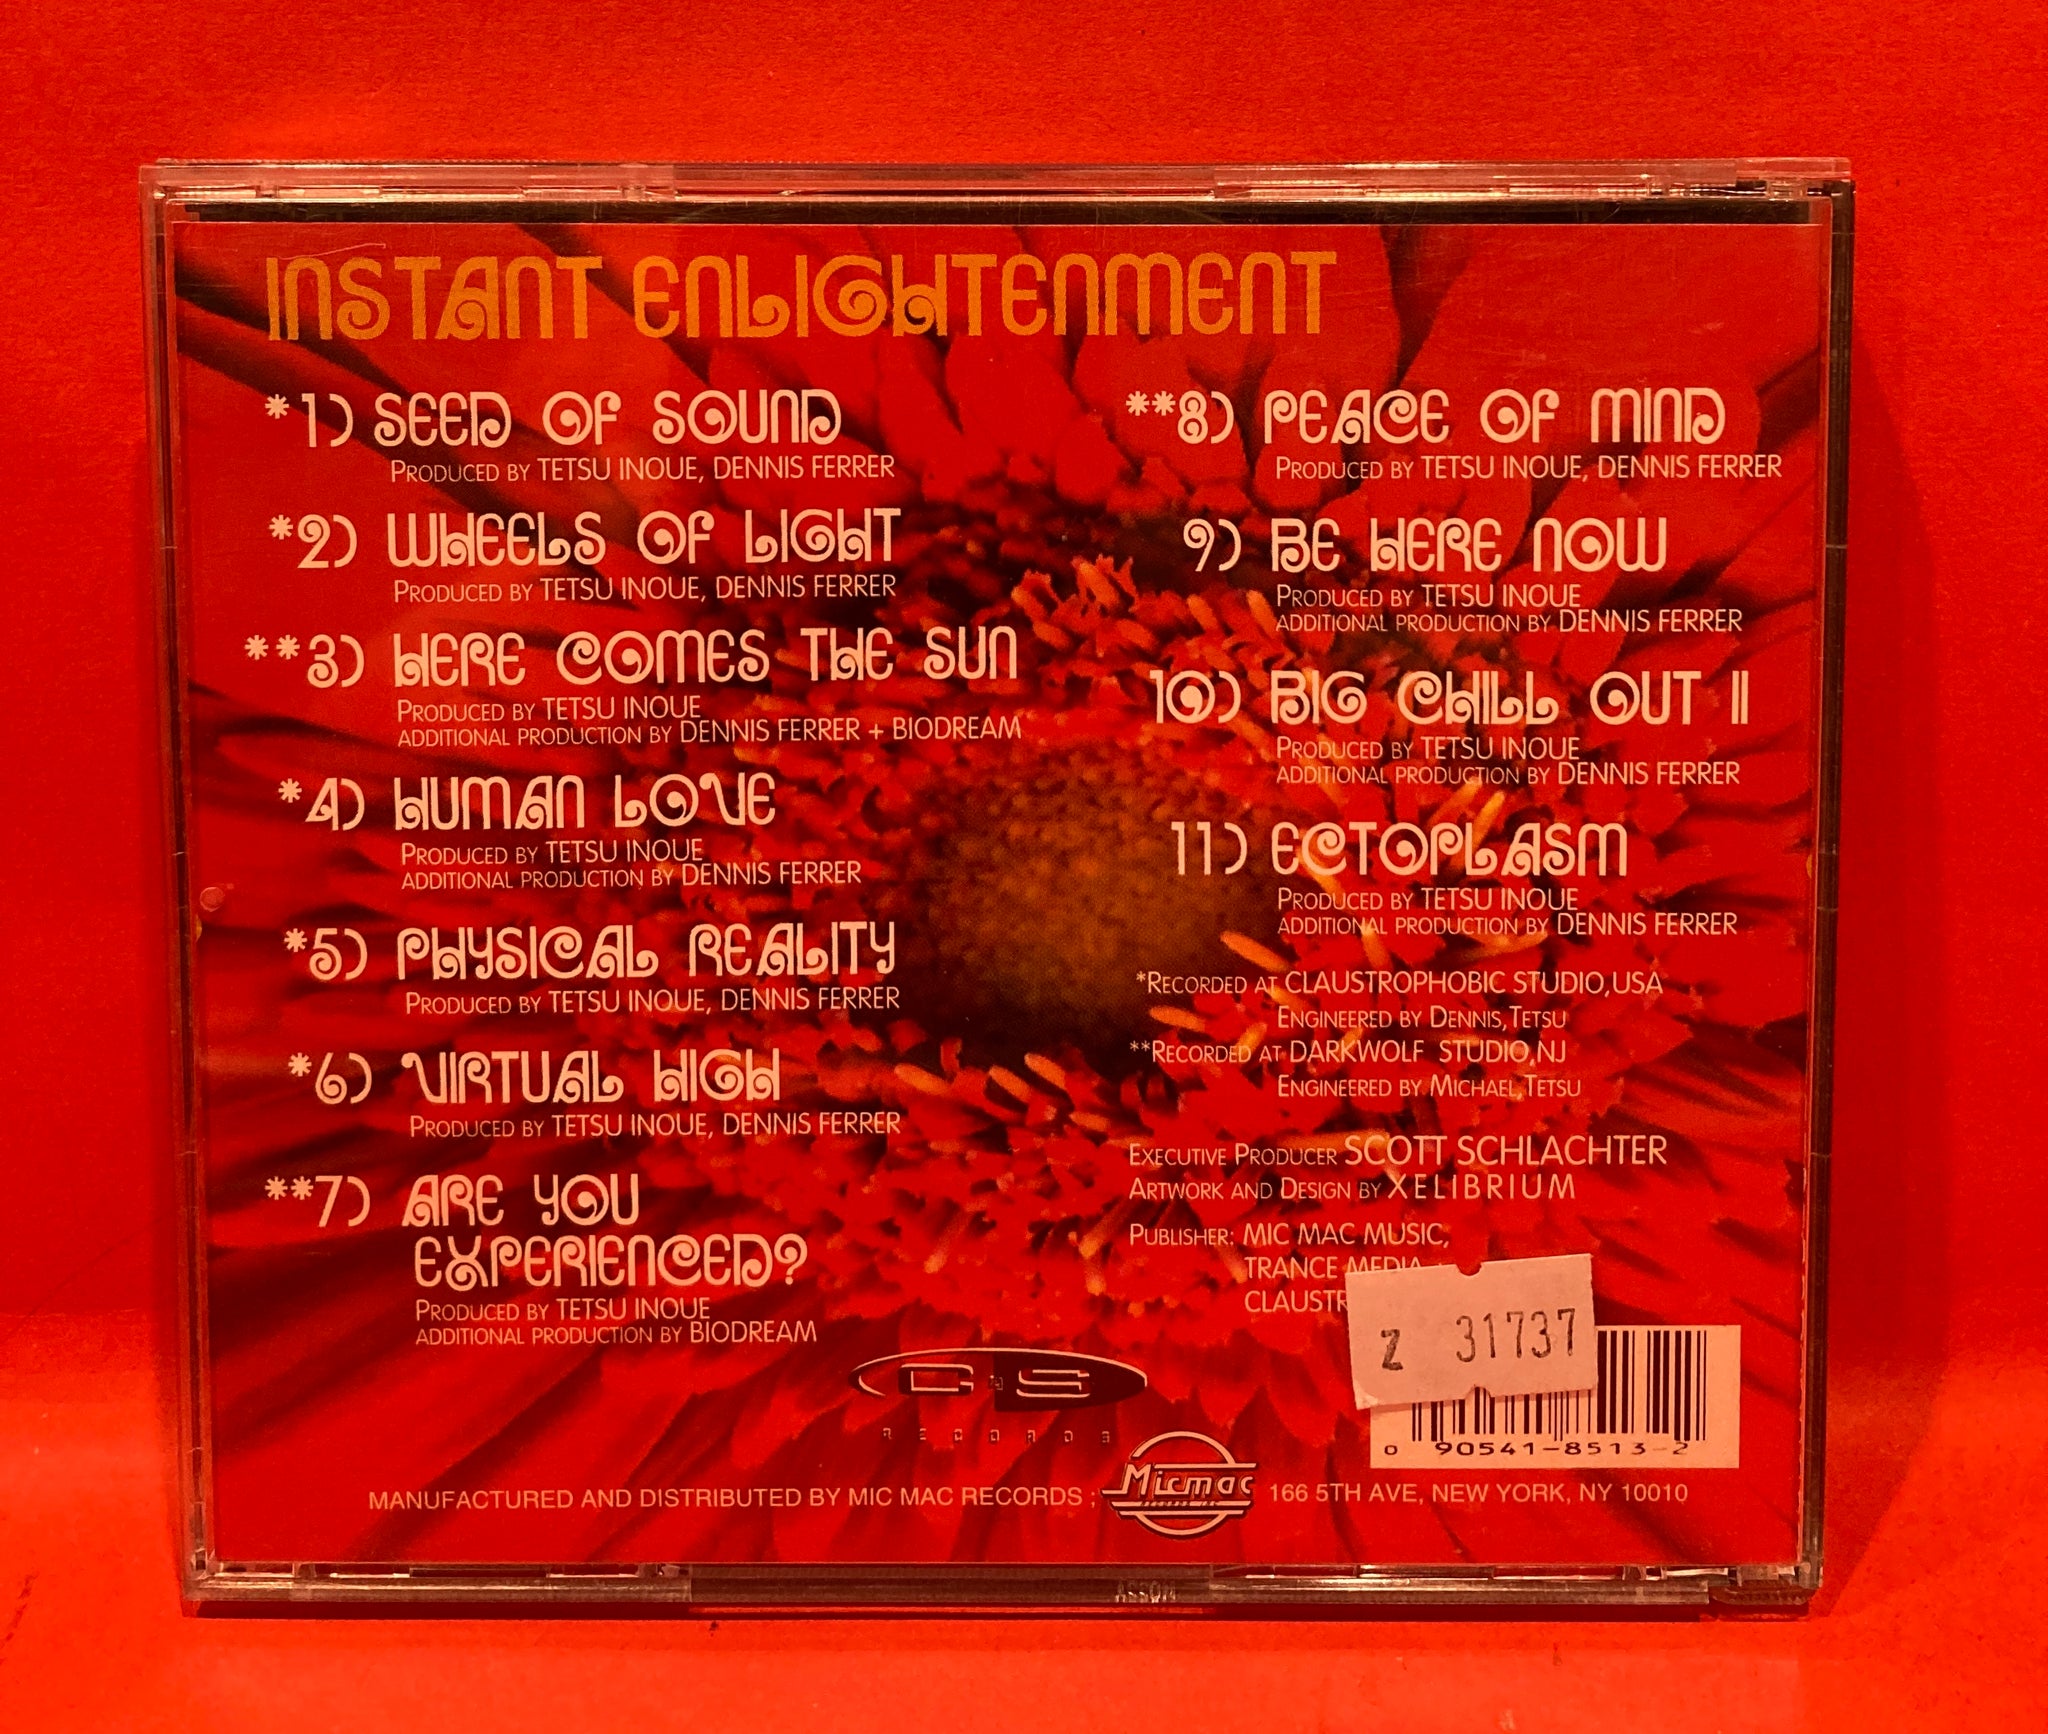 INSTANT ENLIGHTENMENT
*1) SEED OF SOUND
PRODUCED BY TETSU INOUE, DENNIS FERRER
*2) WHEELS OF LIGHT
PRODUCED BY TETSU INOUE, DENNIS FERRER
**3) HERE COMES THE SUN
PRODUCED BY TETSU INOUE
ADDITIONAL PRODUCTION BY DENNIS FERRER + BIODREAM
*4) HUMAN LOVE
PRODUCED BY TETSU INOUE
ADDITIONAL PRODUCTION BY DENNIS FERRER
*5) PHYSICAL REALITY
PRODUCED BY TETSU INOUE, DENNIS FERRER
*6) VIRTUAL HIGH
PRODUCED BY TETSU INOUE, DENNIS FERRER
**7) ARE YOU
EXPERIENCED?
PRODUCED BY TETSU INOUE
ADDITIONAL PRODUCTION BY BIODREAM
**8) PEACE OF MIND
PRODUCED BY TETSU INOUE, DENNIS FERRER
9) BE HERE NOW
PRODUCED BY TETSU INOUE
ADDITIONAL PRODUCTION BY DENNIS FERRER
10) BIG CHILL OUT II
PRODUCED BY TETSU INOUE
ADDITIONAL PRODUCTION BY DENNIS FERRER
11) ECTOPLASM
PRODUCED BY TETSU INOUE
ADDITIONAL PRODUCTION BY DENNIS FERRER
*RECORDED AT CLAUSTROPHOBIC STUDIO,USA
ENGINEERED BY DENNIS,TETSU
**RECORDED AT DARKWOLF STUDIO,NJ
ENGINEERED BY MICHAEL,TETSU
EXECUTIVE PRODUCER SCOTT SCHLACHTER
ARTWORK AND DESIGN BY XELIBRIUM
PUBLISHER: MIC MAC MUSIC,
TRANCE MEDIA
CLAUSTR
Z 31737
0 90541-8513-2
C N S
RECORDS
MANUFACTURED AND DISTRIBUTED BY MIC MAC RECORDS ; Micmac 166 5TH AVE, NEW YORK, NY 10010